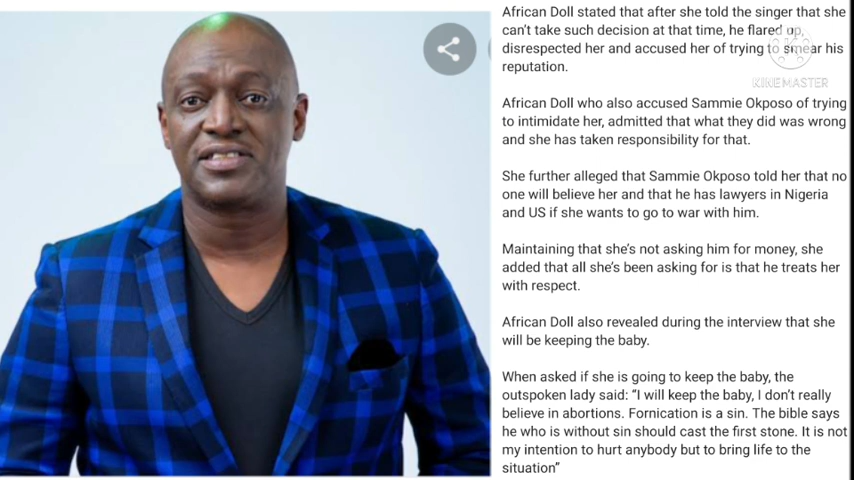 African Doll stated that after she told the singer that she
can't take such decision at that time, he flared up,
disrespected her and accused her of trying to smear his
reputation.
KINEMASTER
African Doll who also accused Sammie Okposo of trying
to intimidate her, admitted that what they did was wrong
and she has taken responsibility for that.
She further alleged that Sammie Okposo told her that no
one will believe her and that he has lawyers in Nigeria
and US if she wants to go to war with him.
Maintaining that she's not asking him for money, she
added that all she's been asking for is that he treats her
with respect.
African Doll also revealed during the interview that she
will be keeping the baby.
When asked if she is going to keep the baby, the
outspoken lady said: “I will keep the baby, I don't really
believe in abortions. Fornication is a sin. The bible says
he who is without sin should cast the first stone. It is not
my intention to hurt anybody but to bring life to the
situation”